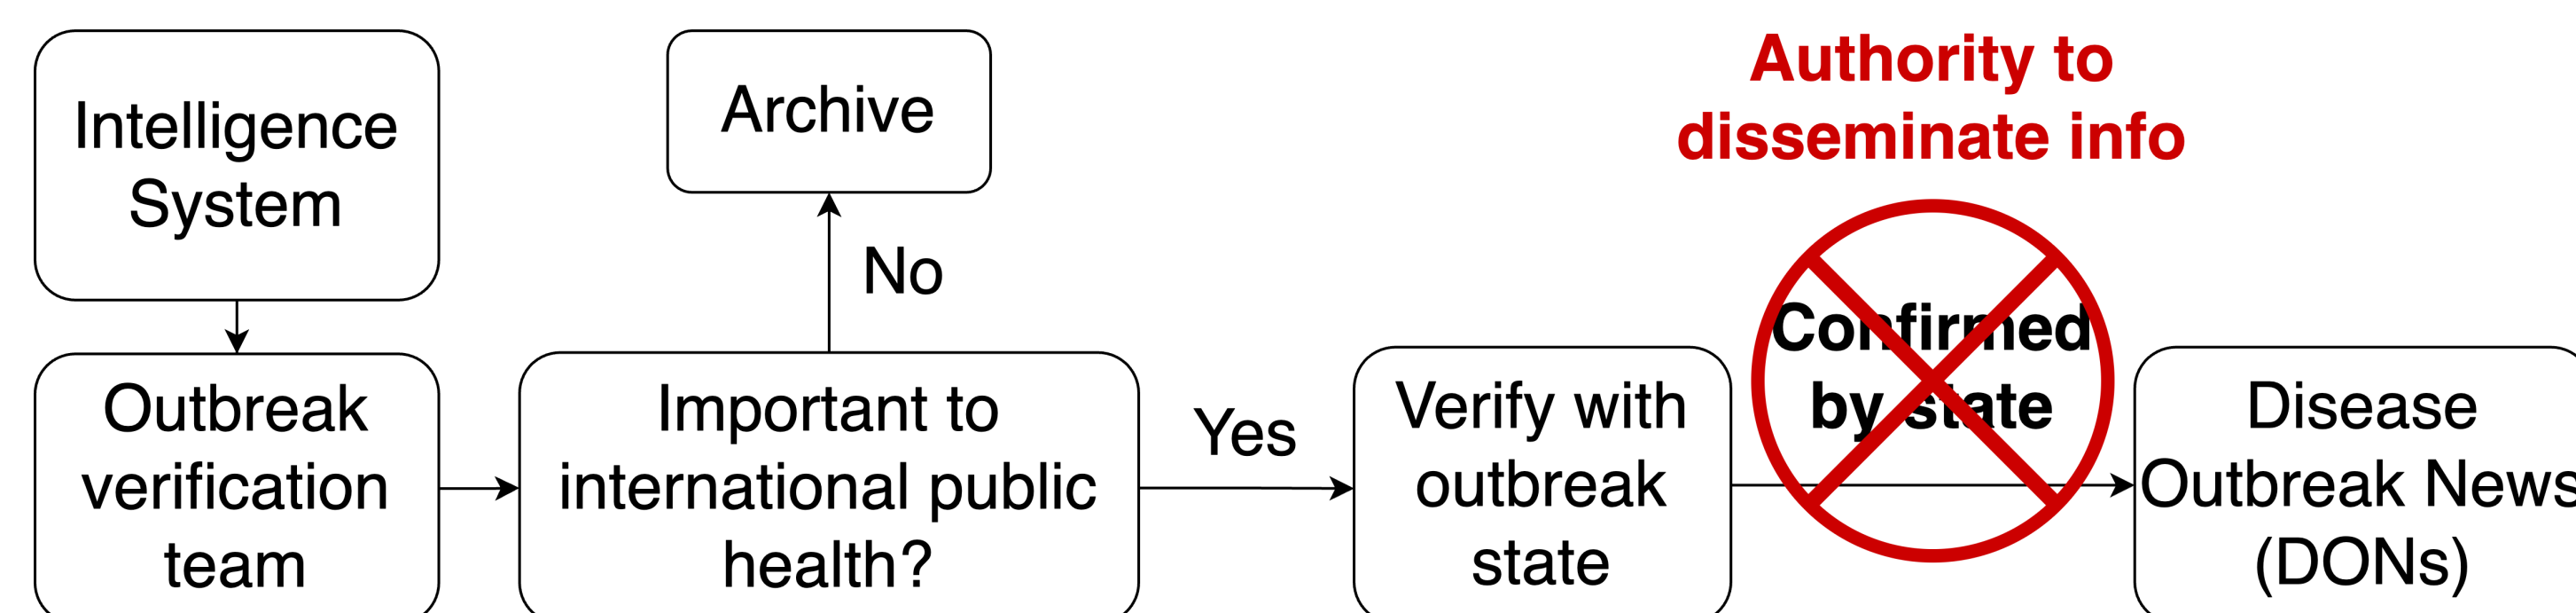 Intelligence
System
Archive
Authority to
disseminate info
No
Confirmed
by state
Outbreak
verification
team
Important to
international public
health?
Yes
Verify with
outbreak
state
Disease
Outbreak News
(DONs)